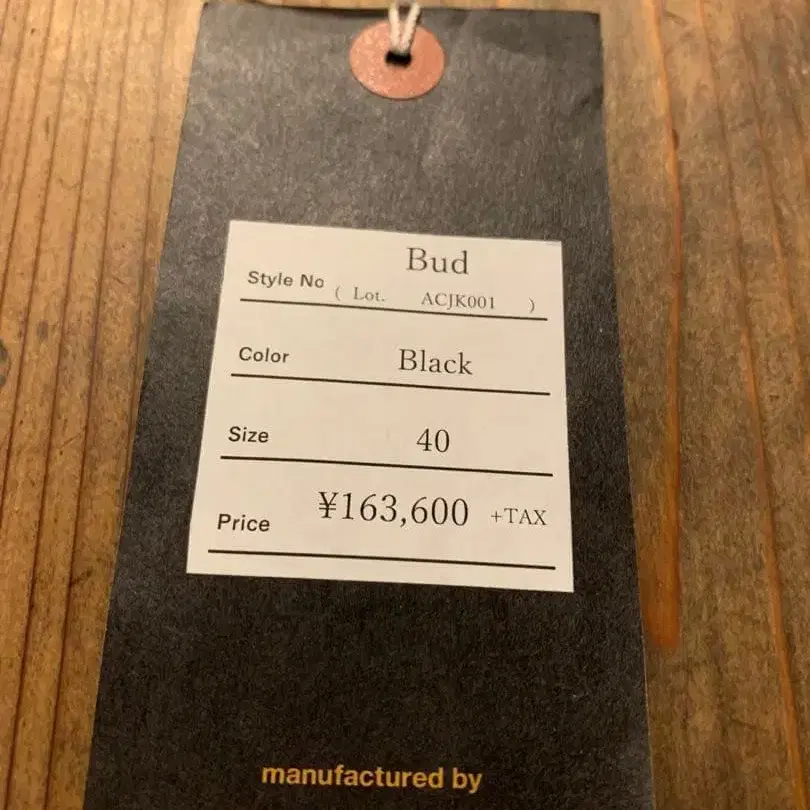 Bud
Style No ( Lot. ACJK001 )
Color Black
Size 40
Price ¥163,600 +TAX
manufactured by